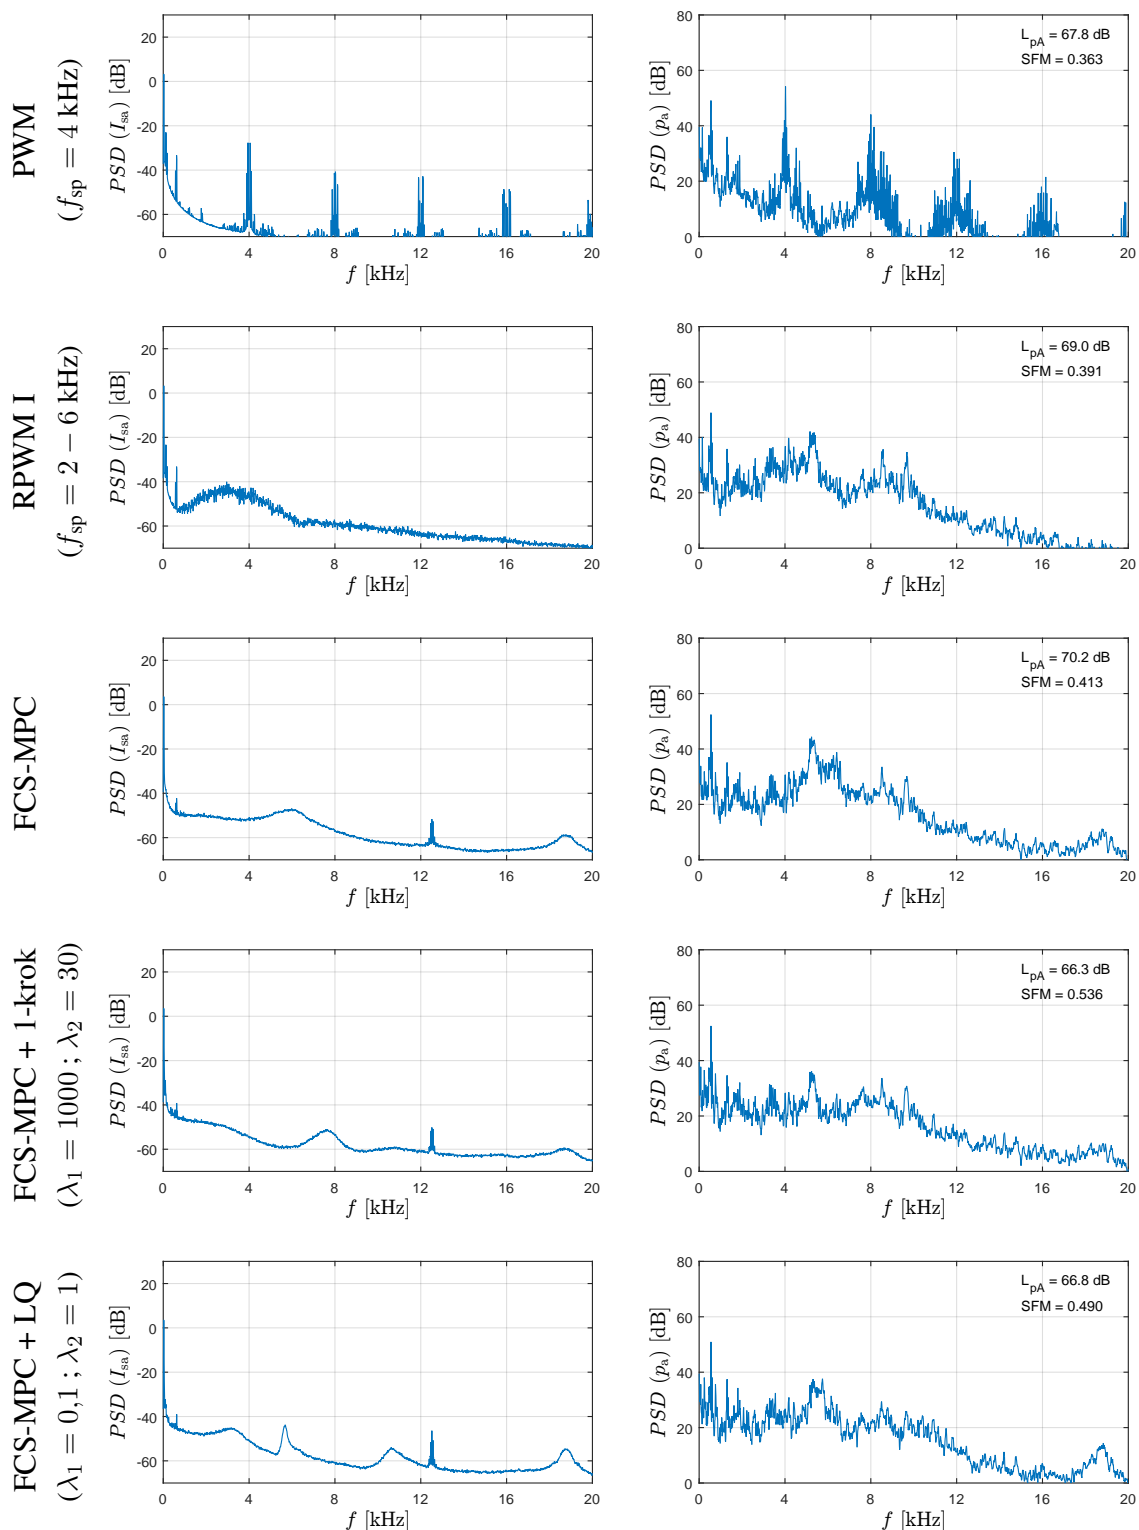 PWM
(f_sp = 4 kHz)
PSD (I_sa) [dB]
20
0
-20
-40
-60
0 4 8 12 16 20
f [kHz]
PSD (p_a) [dB]
80
60
40
20
0
L_pA = 67.8 dB
SFM = 0.363
0 4 8 12 16 20
f [kHz]
RPWM I
(f_sp = 2 − 6 kHz)
PSD (I_sa) [dB]
20
0
-20
-40
-60
0 4 8 12 16 20
f [kHz]
PSD (p_a) [dB]
80
60
40
20
0
L_pA = 69.0 dB
SFM = 0.391
0 4 8 12 16 20
f [kHz]
FCS-MPC
PSD (I_sa) [dB]
20
0
-20
-40
-60
0 4 8 12 16 20
f [kHz]
PSD (p_a) [dB]
80
60
40
20
0
L_pA = 70.2 dB
SFM = 0.413
0 4 8 12 16 20
f [kHz]
FCS-MPC + 1-krok
(λ_1 = 1000 ; λ_2 = 30)
PSD (I_sa) [dB]
20
0
-20
-40
-60
0 4 8 12 16 20
f [kHz]
PSD (p_a) [dB]
80
60
40
20
0
L_pA = 66.3 dB
SFM = 0.536
0 4 8 12 16 20
f [kHz]
FCS-MPC + LQ
(λ_1 = 0,1 ; λ_2 = 1)
PSD (I_sa) [dB]
20
0
-20
-40
-60
0 4 8 12 16 20
f [kHz]
PSD (p_a) [dB]
80
60
40
20
0
L_pA = 66.8 dB
SFM = 0.490
0 4 8 12 16 20
f [kHz]